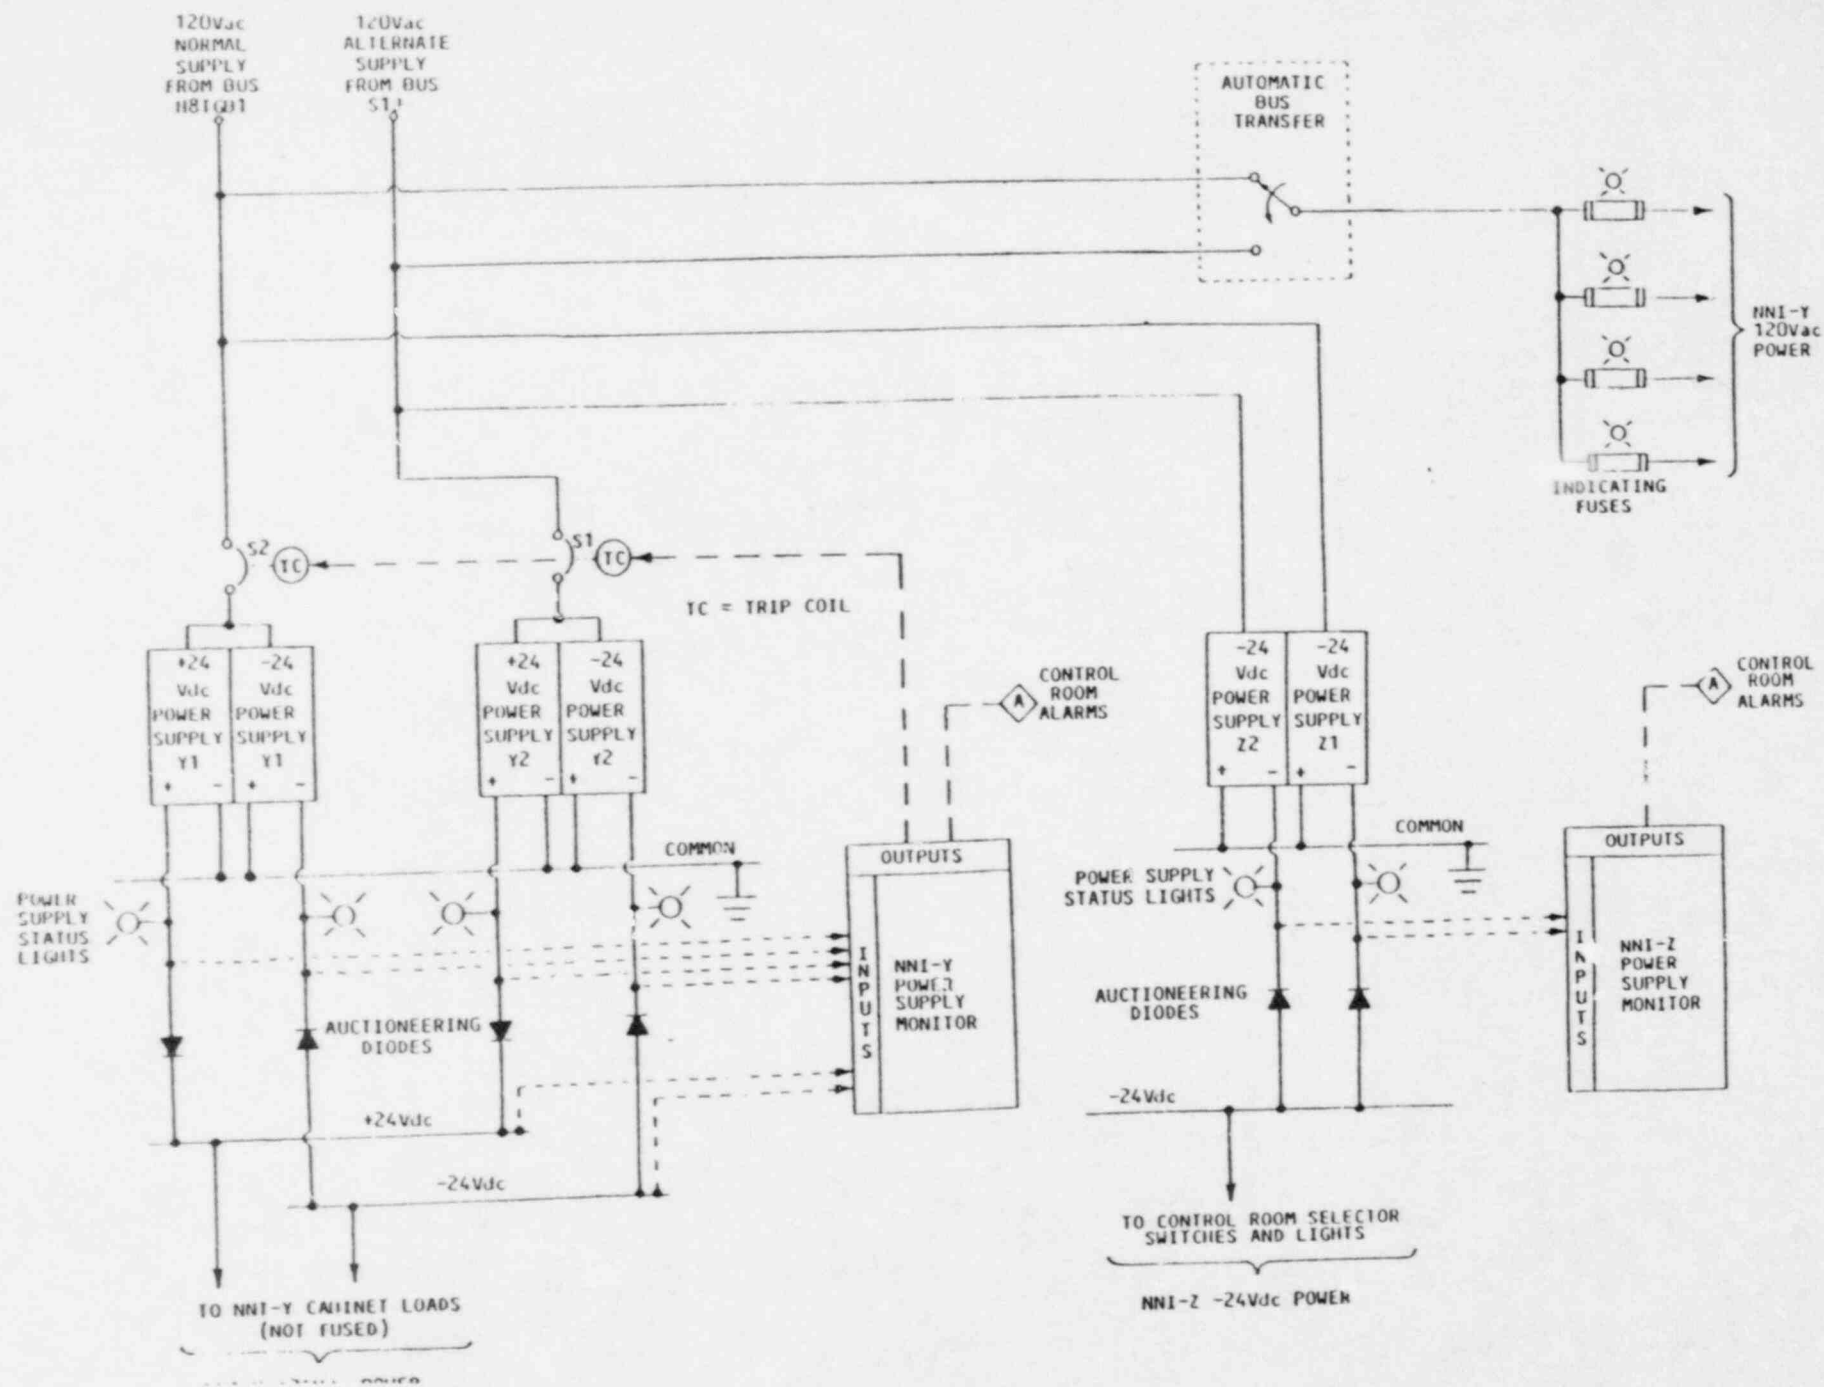 120Vac
NORMAL
SUPPLY
FROM BUS
120Vac
ALTERNATE
SUPPLY
FROM BUS
AUTOMATIC
BUS
TRANSFER
NNI-Y
120Vac
POWER
INDICATING
FUSES
S2
TC
S1
TC
TC = TRIP COIL
+24
Vdc
POWER
SUPPLY
Y1
+ -
-24
Vdc
POWER
SUPPLY
Y1
+ -
+24
Vdc
POWER
SUPPLY
Y2
+ -
-24
Vdc
POWER
SUPPLY
Y2
+ -
A
CONTROL
ROOM
ALARMS
-24
Vdc
POWER
SUPPLY
Z2
+ -
-24
Vdc
POWER
SUPPLY
Z1
+ -
A
CONTROL
ROOM
ALARMS
COMMON
POWER
SUPPLY
STATUS
LIGHTS
OUTPUTS
INPUTS
NNI-Y
POWER
SUPPLY
MONITOR
COMMON
POWER SUPPLY
STATUS LIGHTS
OUTPUTS
INPUTS
NNI-Z
POWER
SUPPLY
MONITOR
AUCTIONEERING
DIODES
AUCTIONEERING
DIODES
+24Vdc
-24Vdc
-24Vdc
TO NNI-Y CABINET LOADS
(NOT FUSED)
TO CONTROL ROOM SELECTOR
SWITCHES AND LIGHTS
NNI-Z -24Vdc POWER
POWER